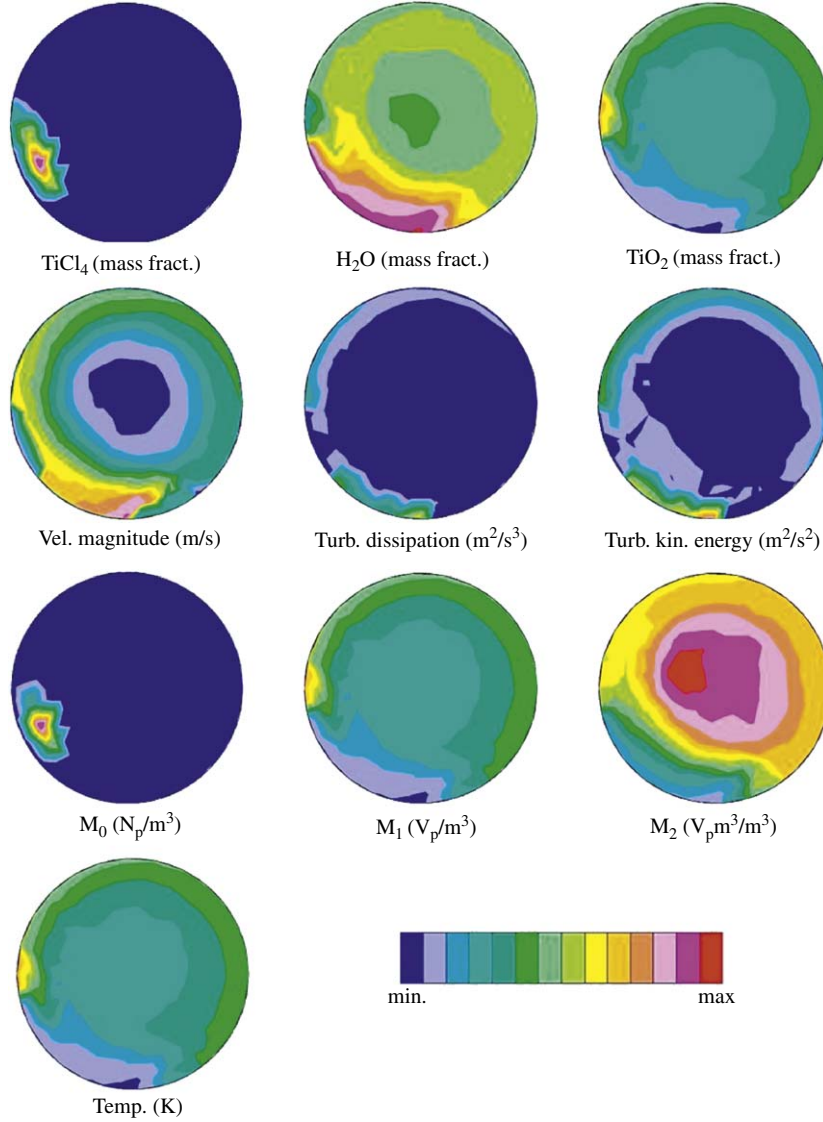 TiCl₄ (mass fract.)
H₂O (mass fract.)
TiO₂ (mass fract.)
Vel. magnitude (m/s)
Turb. dissipation (m²/s³)
Turb. kin. energy (m²/s²)
M₀ (Nₚ/m³)
M₁ (Vₚ/m³)
M₂ (Vₚm³/m³)
min.
max
Temp. (K)